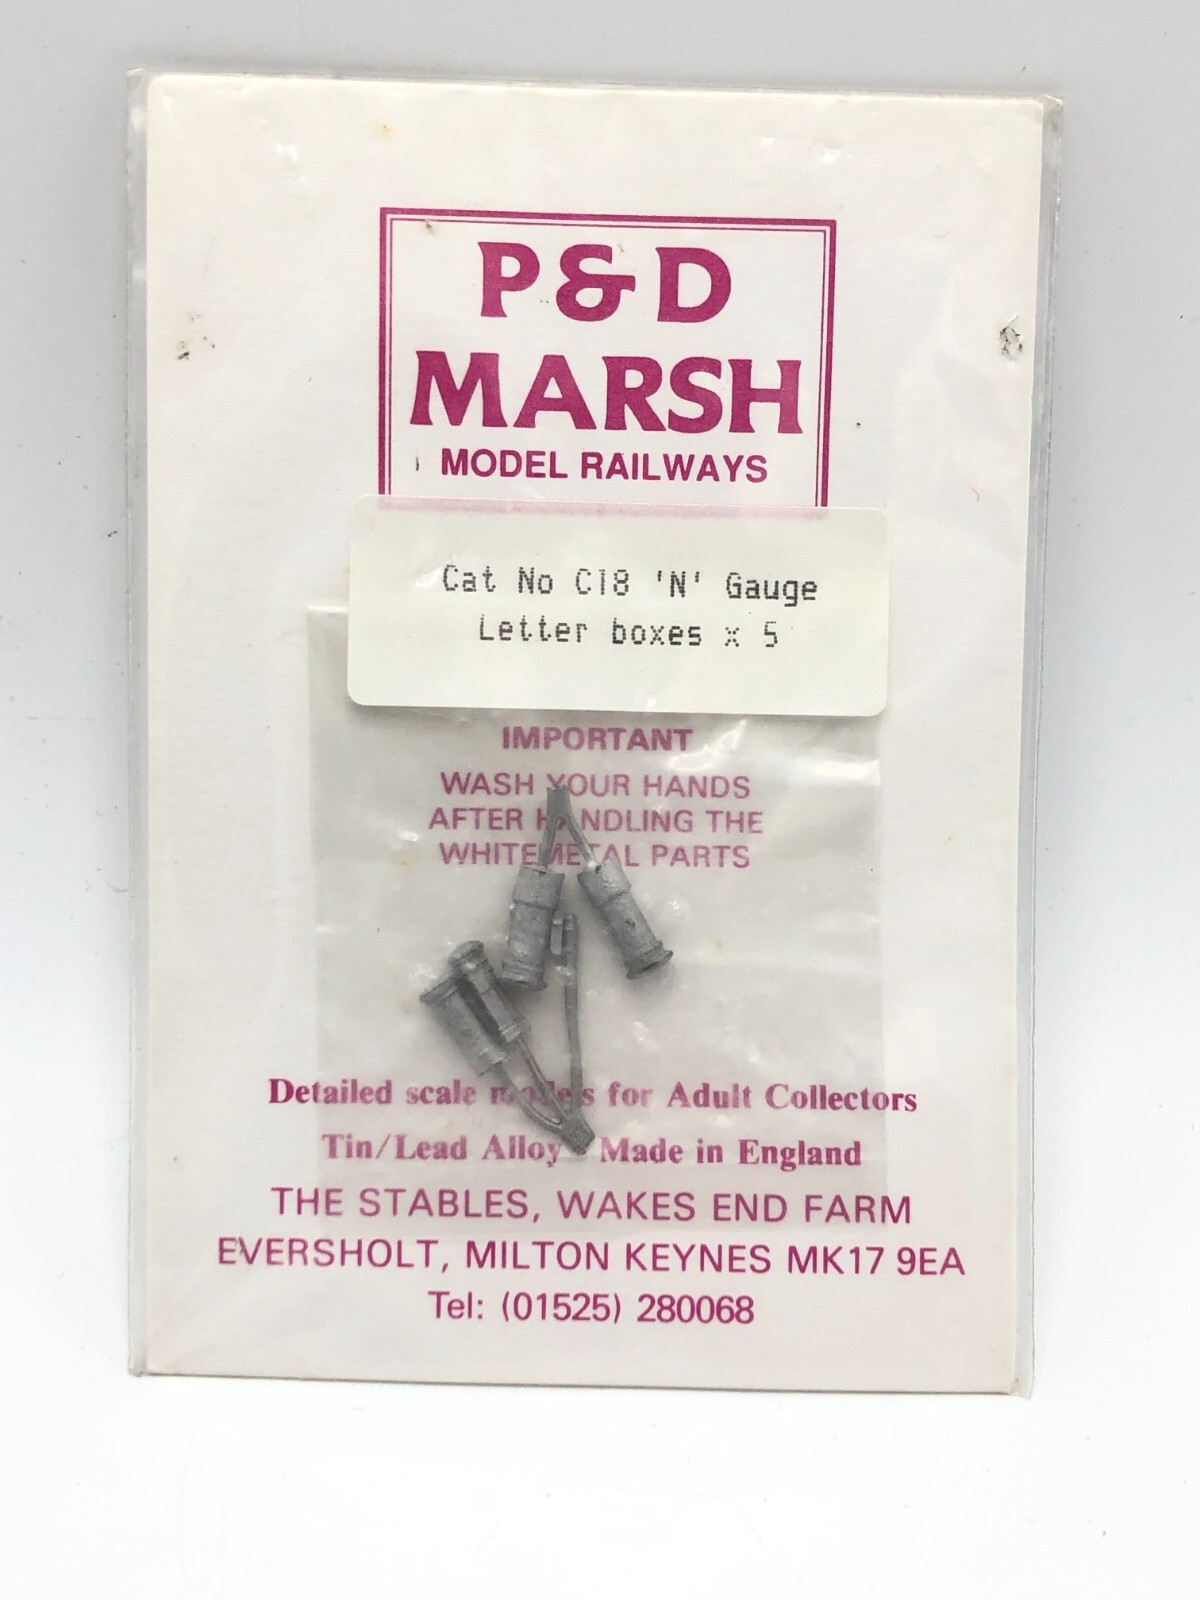 P & D
MARSH
MODEL RAILWAYS
Cat No C18 'N' Gauge
Letter boxes x 5
IMPORTANT
WASH YOUR HANDS
AFTER HANDLING THE
WHITEMETAL PARTS
Detailed scale models for Adult Collectors
Tin/Lead Alloy Made in England
THE STABLES, WAKES END FARM
EVERSHOLT, MILTON KEYNES MK17 9EA
Tel: (01525) 280068